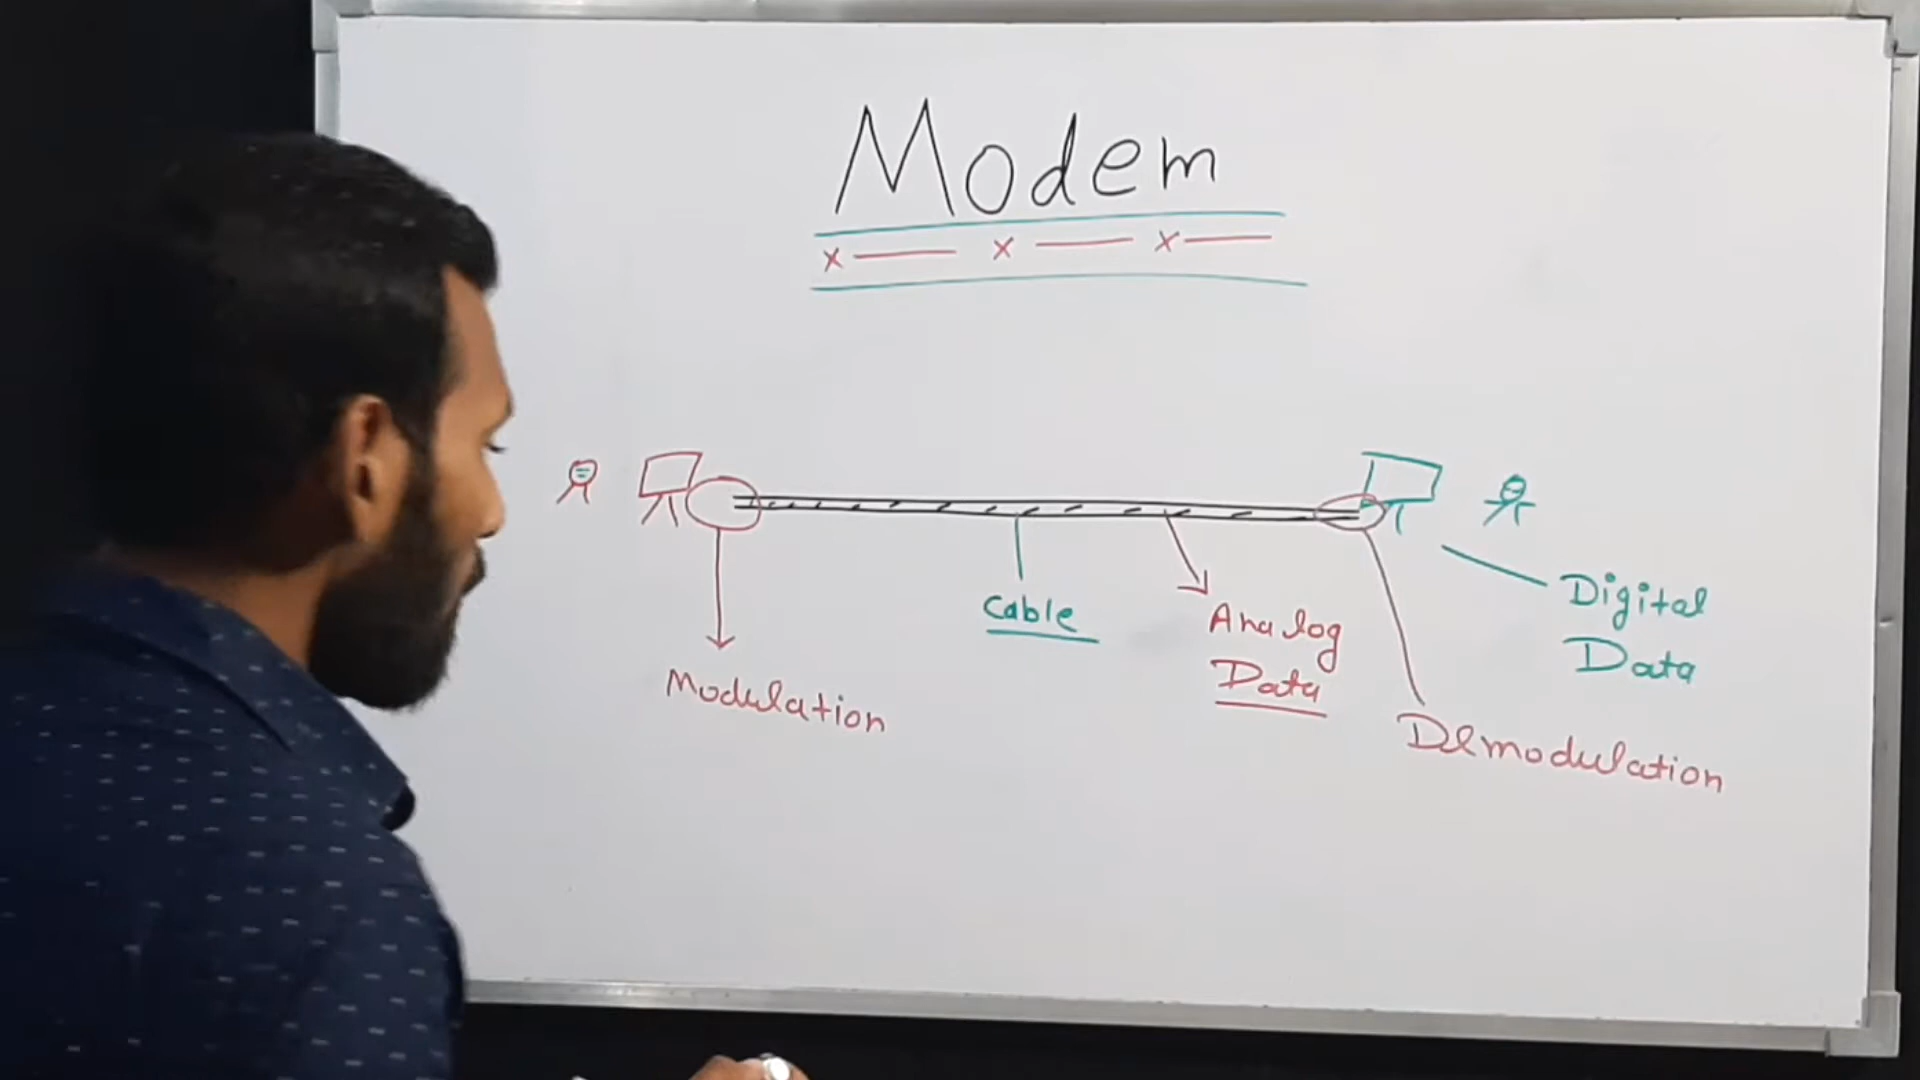 Modem
x — x — x —
Cable
Analog
Data
Digital
Data
Modulation
Demodulation